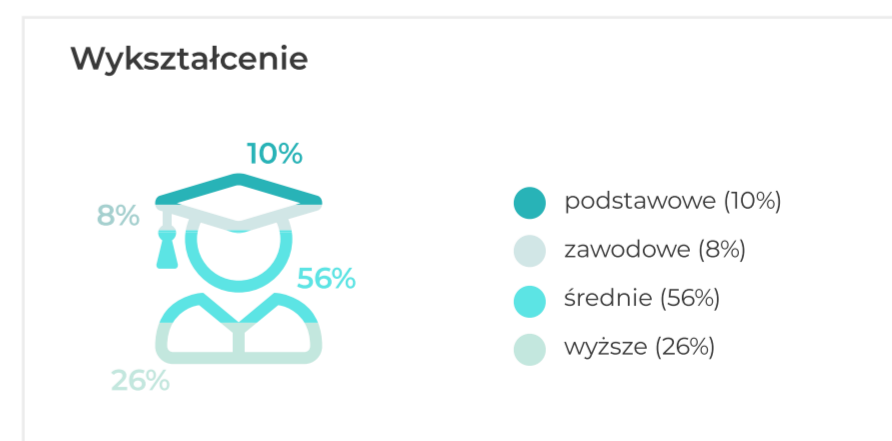 Wykształcenie
10%
8%
56%
26%
podstawowe (10%)
zawodowe (8%)
średnie (56%)
wyższe (26%)